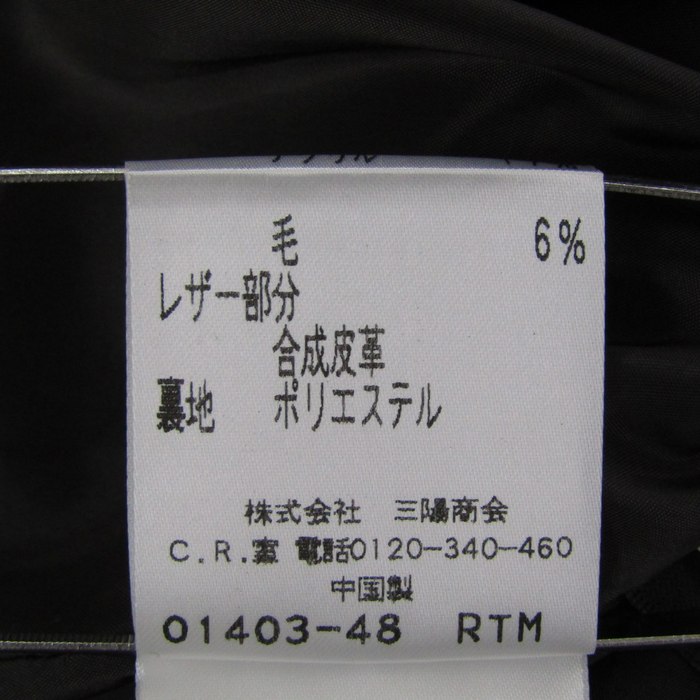 毛 6%
レザー部分
合成皮革
裏地 ポリエステル
株式会社 三陽商会
C.R.室 電話0120-340-460
中国製
01403-48 RTM